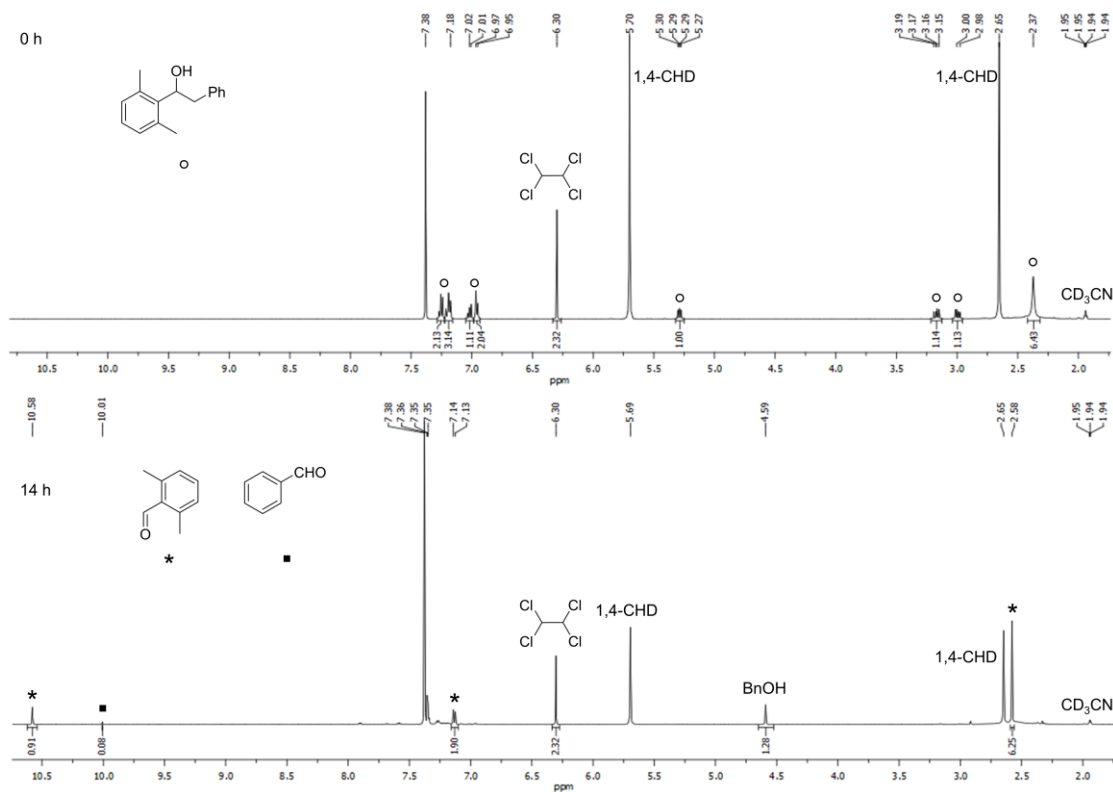 7.38 7.18 7.02 7.01 6.97 6.95 6.30 5.70 5.30 5.29 5.29 5.27 3.19 3.17 3.16 3.15 3.00 2.98 2.65 2.37 1.95 1.95 1.94 1.94
0 h
OH
Ph
1,4-CHD
1,4-CHD
Cl Cl
Cl Cl
CD3CN
2.13 3.14 1.11 2.04 2.32 1.00 1.14 1.13 6.43
10.5 10.0 9.5 9.0 8.5 8.0 7.5 7.0 6.5 6.0 5.5 5.0 4.5 4.0 3.5 3.0 2.5 2.0
ppm
10.58 10.01 7.38 7.36 7.35 7.35 7.14 7.13 6.30 5.69 4.59 2.65 2.58 1.95 1.94 1.94
14 h
CHO
O
*
*
Cl Cl
Cl Cl
1,4-CHD
1,4-CHD
BnOH
*
*
CD3CN
0.91 0.08 1.90 2.32 1.28 6.25
10.5 10.0 9.5 9.0 8.5 8.0 7.5 7.0 6.5 6.0 5.5 5.0 4.5 4.0 3.5 3.0 2.5 2.0
ppm